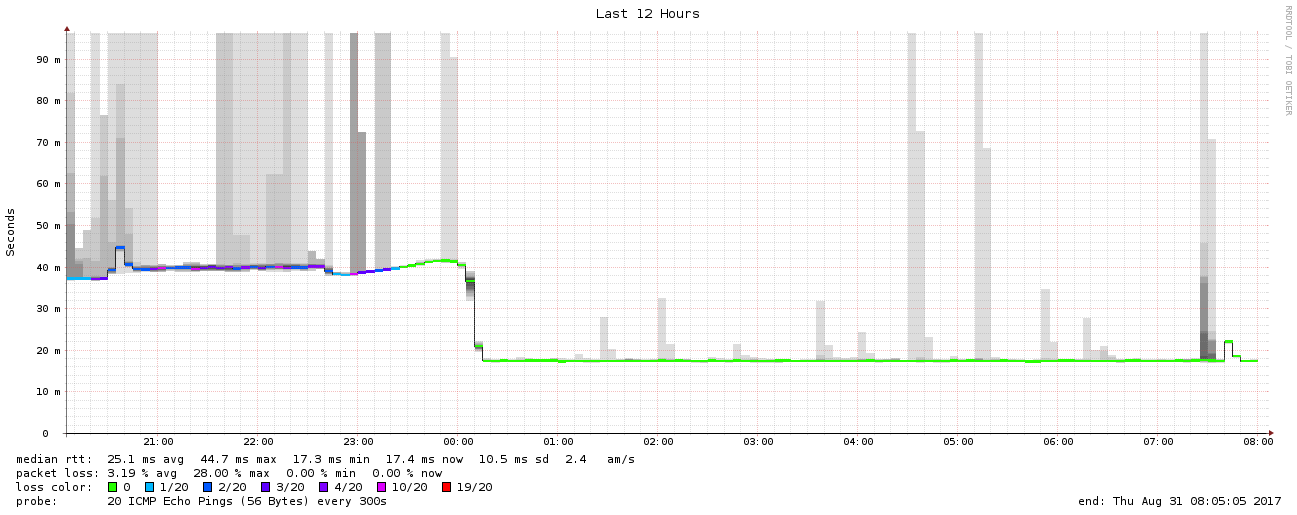 Last 12 Hours
RRDTOOL / TOBI OETIKER
Seconds
90 m
80 m
70 m
60 m
50 m
40 m
30 m
20 m
10 m
0
21:00 22:00 23:00 00:00 01:00 02:00 03:00 04:00 05:00 06:00 07:00 08:00
median rtt: 25.1 ms avg 44.7 ms max 17.3 ms min 17.4 ms now 10.5 ms sd 2.4 am/s
packet loss: 3.19 % avg 28.00 % max 0.00 % min 0.00 % now
loss color: 0 1/20 2/20 3/20 4/20 10/20 19/20
probe: 20 ICMP Echo Pings (56 Bytes) every 300s end: Thu Aug 31 08:05:05 2017